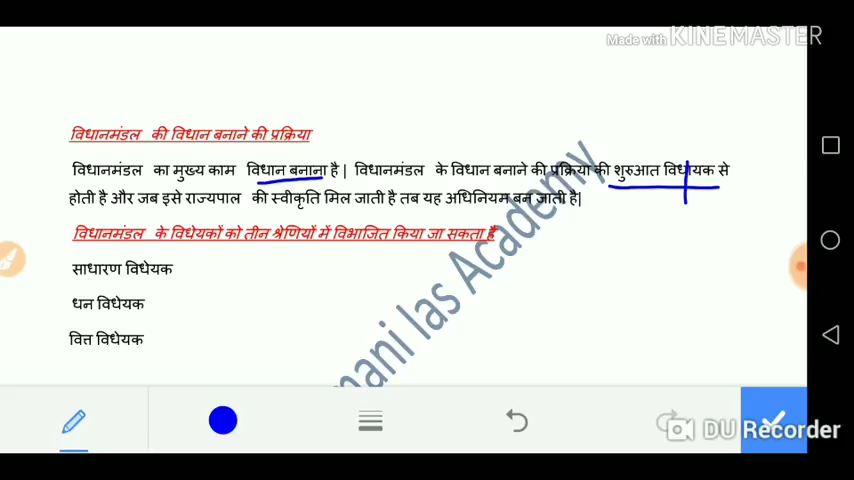 Made with KINEMASTER
विधानमंडल की विधान बनाने की प्रक्रिया
विधानमंडल का मुख्य काम विधान बनाना है | विधानमंडल के विधान बनाने की प्रक्रिया की शुरुआत विधायक से
होती है और जब इसे राज्यपाल की स्वीकृति मिल जाती है तब यह अधिनियम बन जाती है|
विधानमंडल के विधेयकों को तीन श्रेणियों में विभाजित किया जा सकता है
साधारण विधेयक
धन विधेयक
वित्त विधेयक
mani Ias Academy
DU Recorder